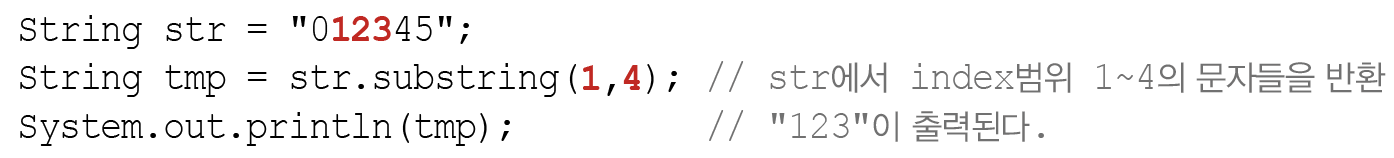 String str = "012345";
String tmp = str.substring(1,4); // str에서 index범위 1~4의 문자들을 반환
System.out.println(tmp); // "123"이 출력된다.